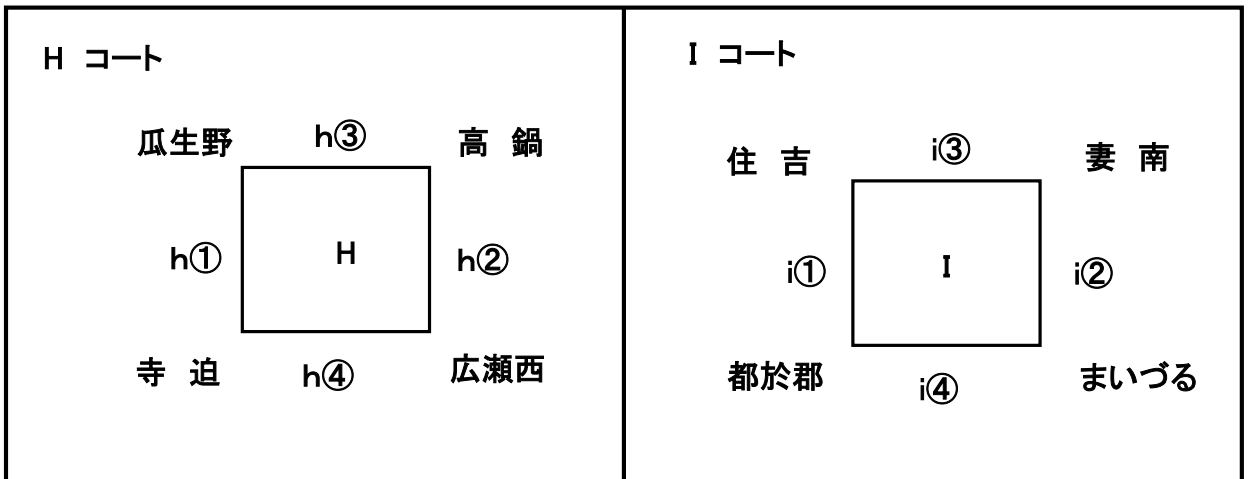 H コート
瓜生野 h③ 高 鍋
h① H h②
寺 迫 h④ 広瀬西
I コート
住 吉 i③ 妻 南
i① I i②
都於郡 i④ まいづる